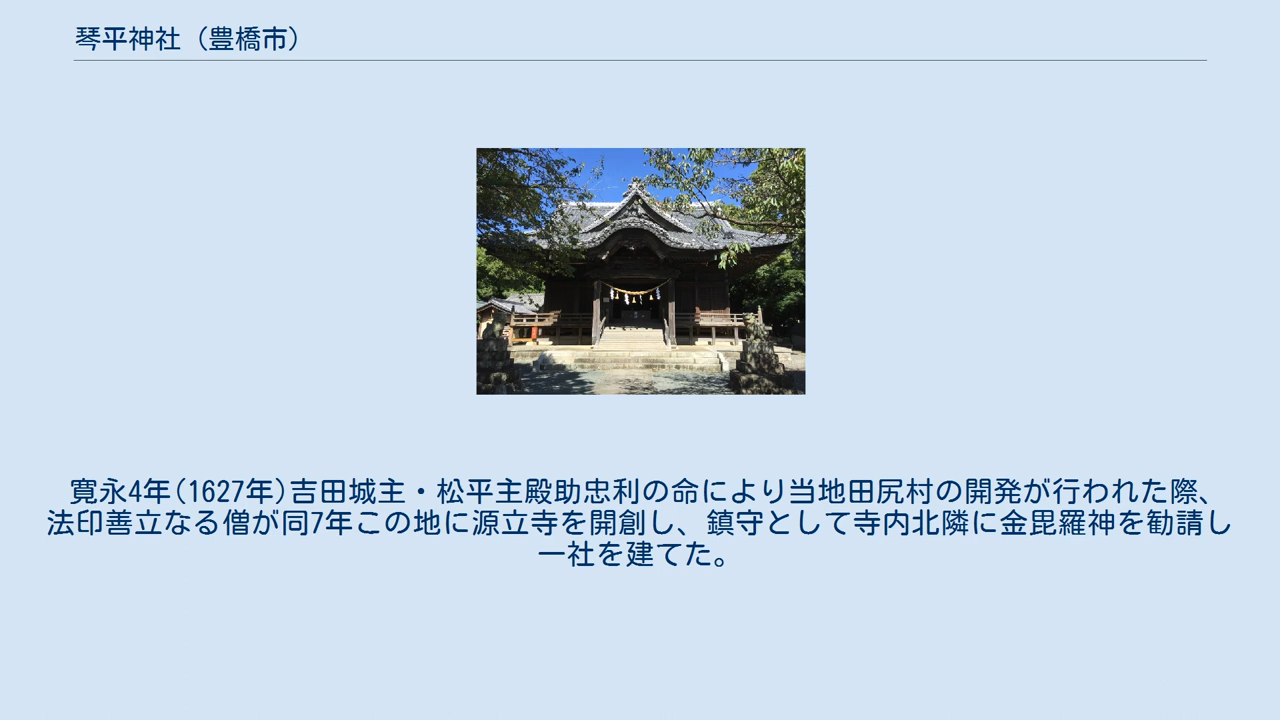 琴平神社（豊橋市）
寛永4年(1627年)吉田城主・松平主殿助忠利の命により当地田尻村の開発が行われた際、
法印善立なる僧が同7年この地に源立寺を開創し、鎮守として寺内北隣に金毘羅神を勧請し
一社を建てた。